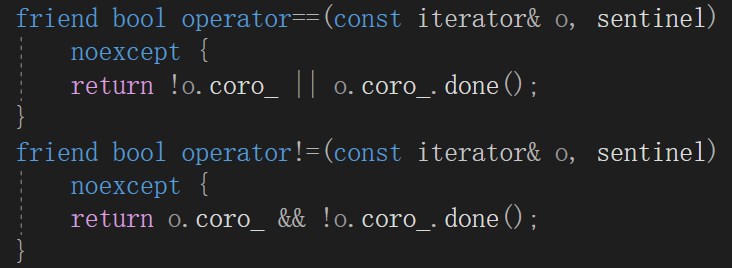 friend bool operator==(const iterator& o, sentinel)
    noexcept {
    return !o.coro_ || o.coro_.done();
}
friend bool operator!=(const iterator& o, sentinel)
    noexcept {
    return o.coro_ && !o.coro_.done();
}